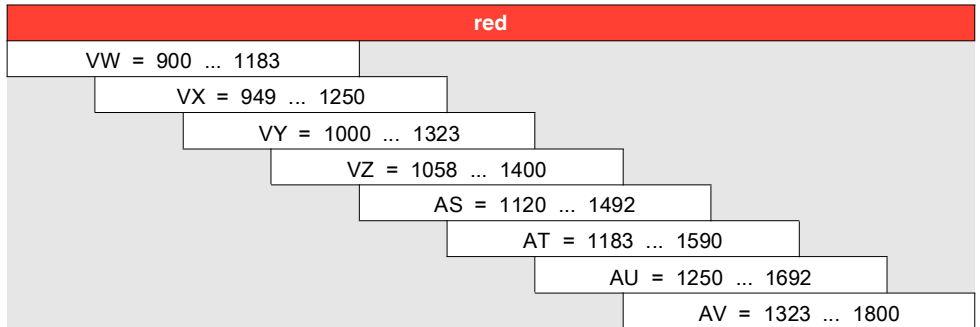 red
VW = 900 ... 1183
VX = 949 ... 1250
VY = 1000 ... 1323
VZ = 1058 ... 1400
AS = 1120 ... 1492
AT = 1183 ... 1590
AU = 1250 ... 1692
AV = 1323 ... 1800